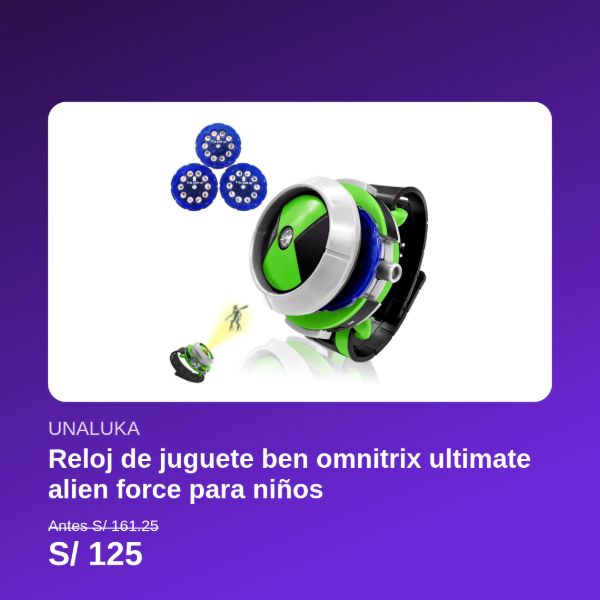 UNALUKA
Reloj de juguete ben omnitrix ultimate
alien force para niños
Antes S/ 161.25
S/ 125